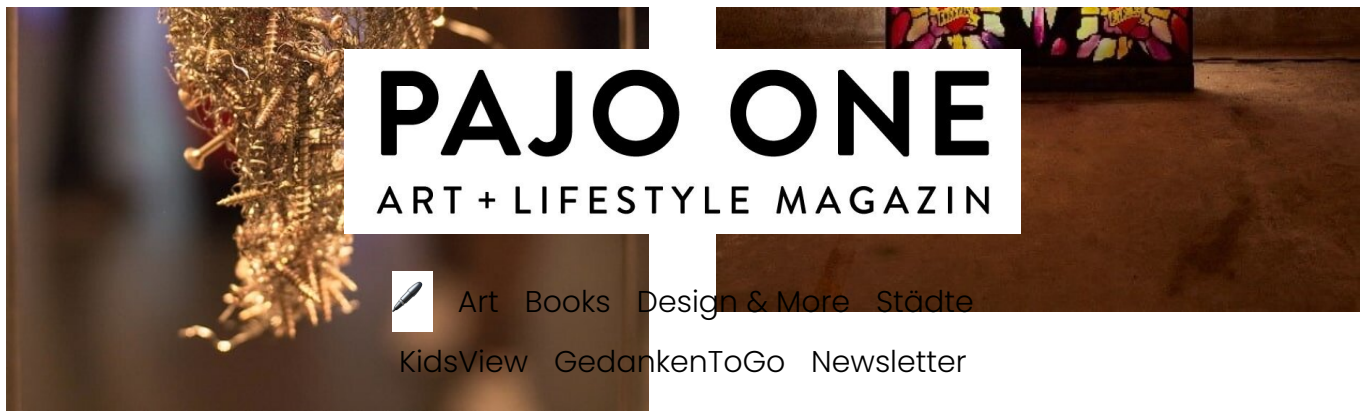 PAJO ONE
ART + LIFESTYLE MAGAZIN
Art Books Design & More Städte
KidsView GedankenToGo Newsletter